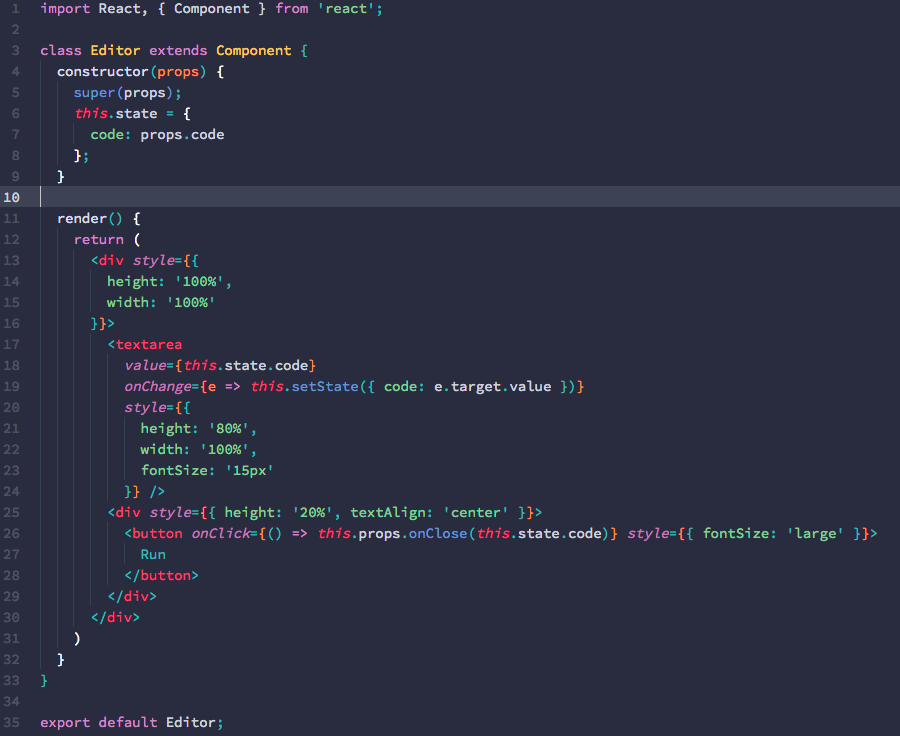 1 import React, { Component } from 'react';
2
3 class Editor extends Component {
4   constructor(props) {
5     super(props);
6     this.state = {
7       code: props.code
8     };
9   }
10
11   render() {
12     return (
13       <div style={{
14         height: '100%',
15         width: '100%'
16       }}>
17         <textarea
18           value={this.state.code}
19           onChange={e => this.setState({ code: e.target.value })}
20           style={{
21             height: '80%',
22             width: '100%',
23             fontSize: '15px'
24           }} />
25         <div style={{ height: '20%', textAlign: 'center' }}>
26           <button onClick={() => this.props.onClose(this.state.code)} style={{ fontSize: 'large' }}>
27             Run
28           </button>
29         </div>
30       </div>
31     )
32   }
33 }
34
35 export default Editor;